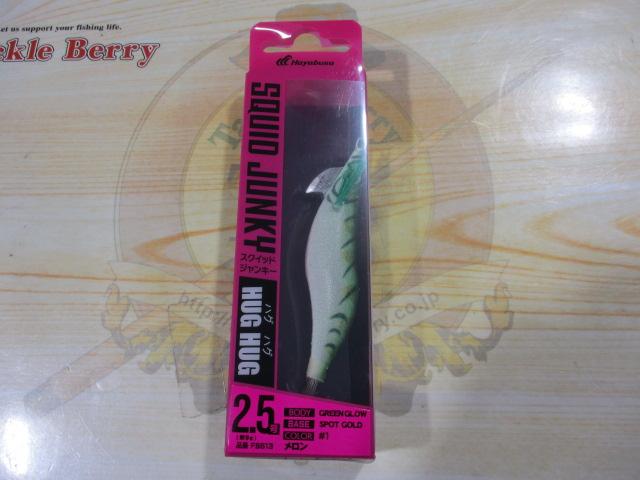 Let us support your fishing life.
ckle Berry
Hayabusa
SQUID JUNKY
スクイッド
ジャンキー
ハグ ハグ
HUG HUG
2.5号
BODY GREEN GLOW
BASE SPOT GOLD
COLOR #1
メロン
品番 FS513